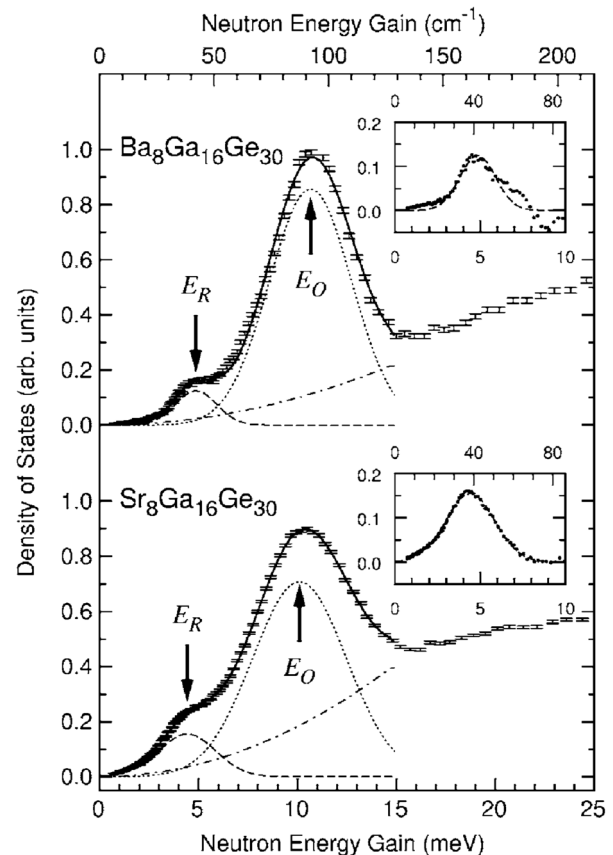 Neutron Energy Gain (cm⁻¹)
0 40 80 120 160 200
Ba₈Ga₁₆Ge₃₀
E_R
E_O
1.0
0.8
0.6
0.4
0.2
0.0
0 40 80
0.2
0.1
0.0
0 5 10
Density of States (arb. units)
Sr₈Ga₁₆Ge₃₀
E_R
E_O
1.0
0.8
0.6
0.4
0.2
0.0
0 40 80
0.2
0.1
0.0
0 5 10
0 5 10 15 20 25
Neutron Energy Gain (meV)